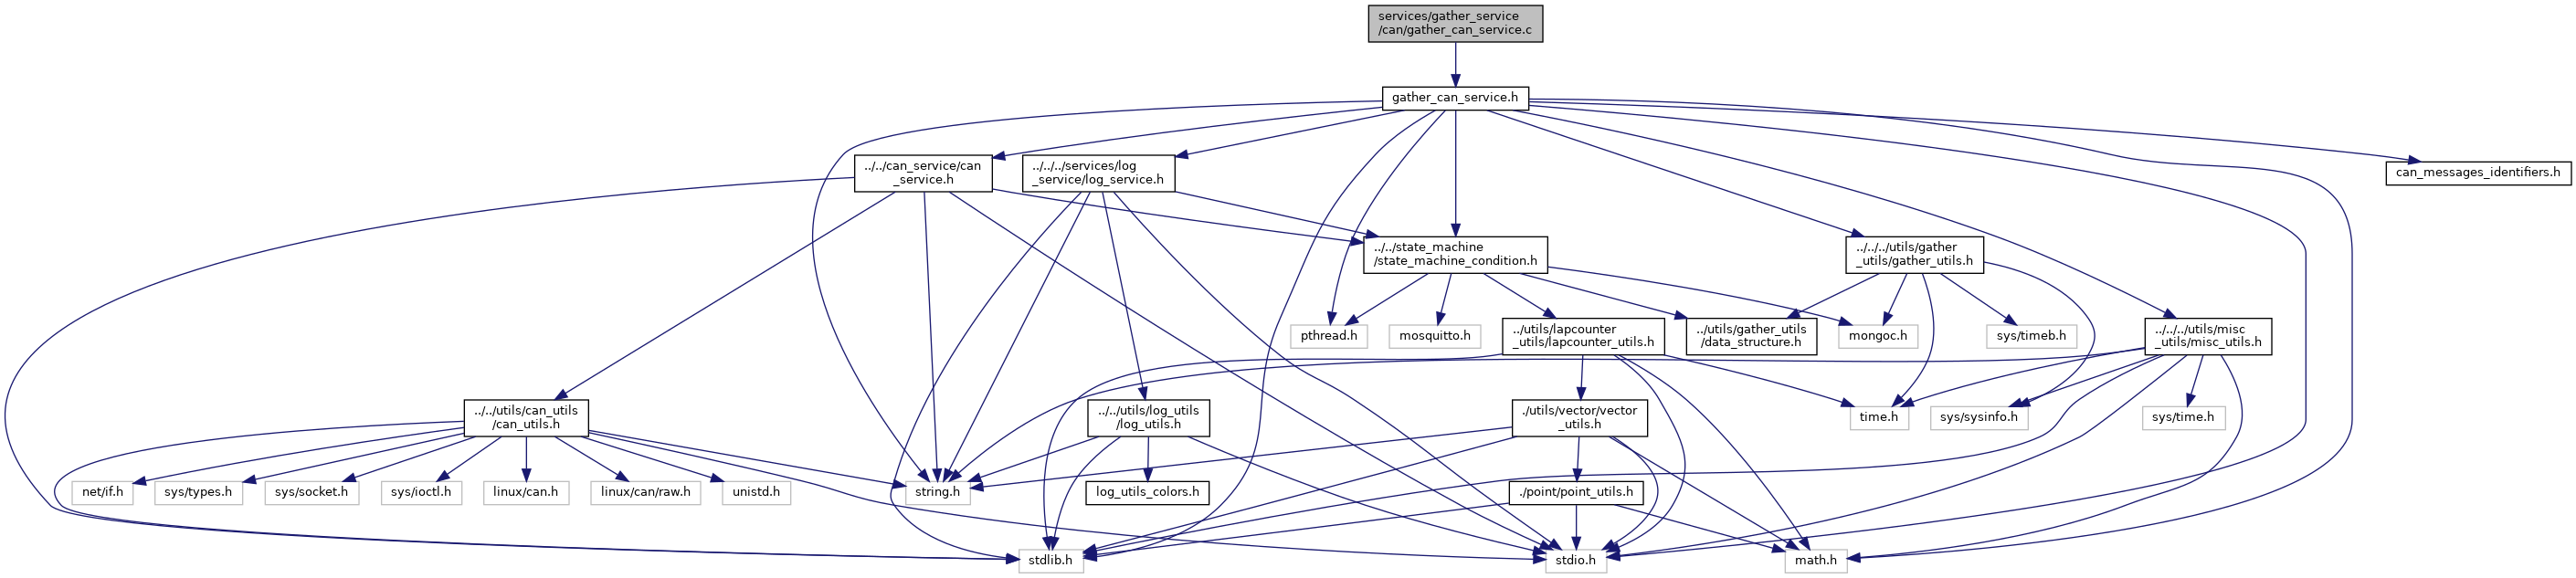 services/gather_service
/can/gather_can_service.c
gather_can_service.h
../../can_service/can
_service.h
../../../services/log
_service/log_service.h
can_messages_identifiers.h
../../state_machine
/state_machine_condition.h
../../../utils/gather
_utils/gather_utils.h
pthread.h
mosquitto.h
../utils/lapcounter
_utils/lapcounter_utils.h
../utils/gather_utils
/data_structure.h
mongoc.h
sys/timeb.h
../../../utils/misc
_utils/misc_utils.h
../../utils/can_utils
/can_utils.h
../../utils/log_utils
/log_utils.h
./utils/vector/vector
_utils.h
time.h
sys/sysinfo.h
sys/time.h
net/if.h
sys/types.h
sys/socket.h
sys/ioctl.h
linux/can.h
linux/can/raw.h
unistd.h
string.h
log_utils_colors.h
./point/point_utils.h
stdlib.h
stdio.h
math.h